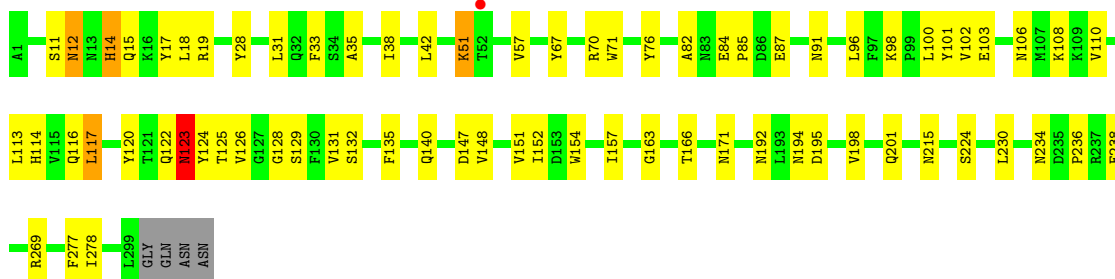 A1 S11 N12 N13 H14 Q15 K16 Y17 L18 R19 Y28 L31 Q32 F33 S34 A35 I38 L42 K51 T52 V57 Y67 R70 W71 Y76 A82 N83 E84 P85 D86 E87 N91 L96 F97 K98 P99 L100 Y101 V102 E103 N106 M107 K108 K109 V110
L113 H114 V115 Q116 L117 Y120 T121 Q122 N123 Y124 T125 V126 G127 G128 S129 F130 V131 S132 F135 Q140 D147 V148 V151 I152 D153 W154 I157 G163 T166 N171 N192 L193 N194 D195 V198 Q201 N215 S224 L230 N234 D235 P236 R237
R269 F277 I278 L299 GLY GLN ASN ASN